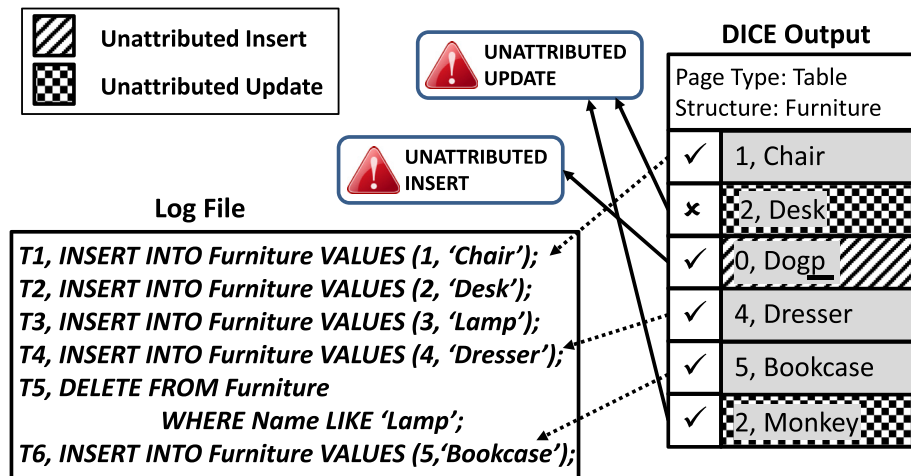 Unattributed Insert
Unattributed Update
UNATTRIBUTED
UPDATE
UNATTRIBUTED
INSERT
DICE Output
Page Type: Table
Structure: Furniture
✓ 1, Chair
✗ 2, Desk
✓ 0, Dogp
✓ 4, Dresser
✓ 5, Bookcase
✓ 2, Monkey
Log File
T1, INSERT INTO Furniture VALUES (1, ‘Chair’);
T2, INSERT INTO Furniture VALUES (2, ‘Desk’);
T3, INSERT INTO Furniture VALUES (3, ‘Lamp’);
T4, INSERT INTO Furniture VALUES (4, ‘Dresser’);
T5, DELETE FROM Furniture
WHERE Name LIKE ‘Lamp’;
T6, INSERT INTO Furniture VALUES (5,‘Bookcase’);